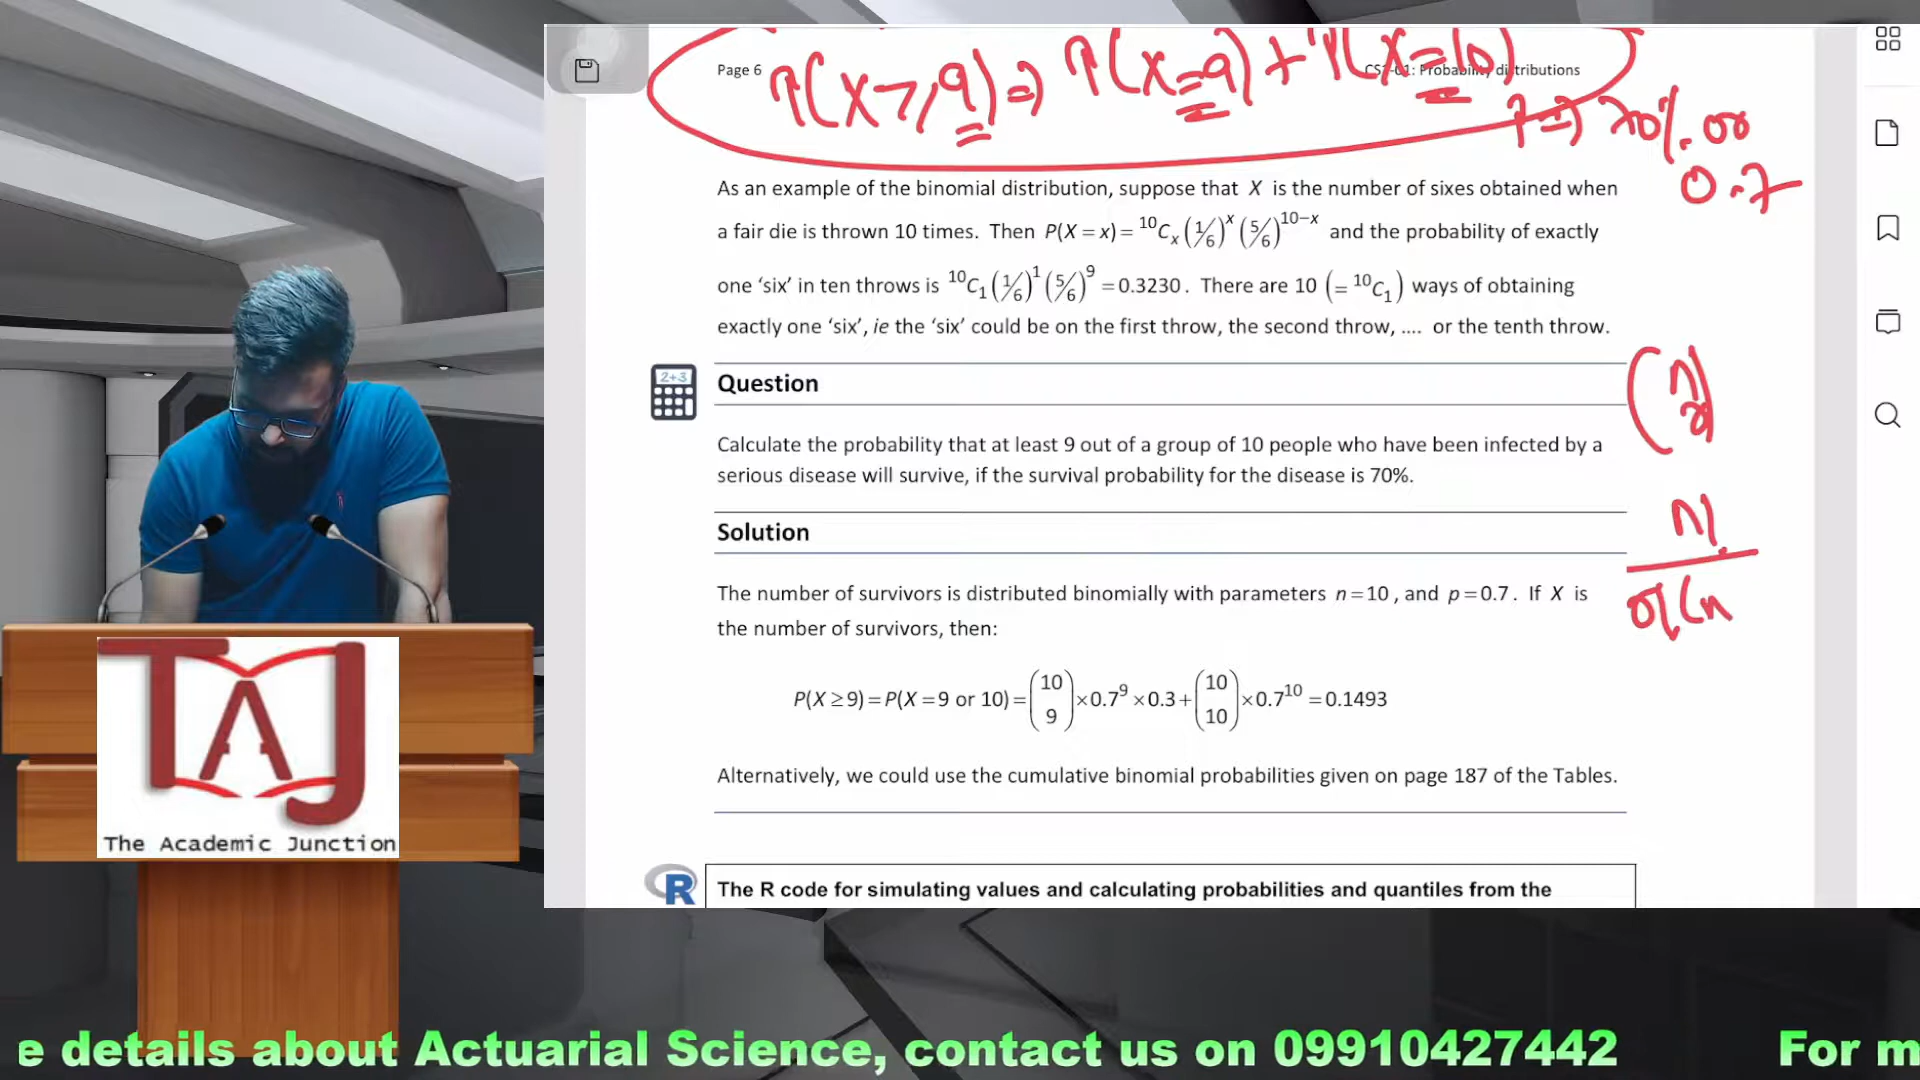 Page 6
CS1-01: Probability distributions
P(X≥9) ⇒ P(X=9) + P(X=10)
P ⇒ 70%. or
0.7
As an example of the binomial distribution, suppose that X is the number of sixes obtained when
a fair die is thrown 10 times. Then P(X = x) = ¹⁰Cₓ (1/6)ˣ (5/6)¹⁰⁻ˣ and the probability of exactly
one ‘six’ in ten throws is ¹⁰C₁ (1/6)¹ (5/6)⁹ = 0.3230. There are 10 (= ¹⁰C₁) ways of obtaining
exactly one ‘six’, ie the ‘six’ could be on the first throw, the second throw, .... or the tenth throw.
2+3
Question
(n
x)
Calculate the probability that at least 9 out of a group of 10 people who have been infected by a
serious disease will survive, if the survival probability for the disease is 70%.
Solution
n!
x!(n
The number of survivors is distributed binomially with parameters n = 10, and p = 0.7. If X is
the number of survivors, then:
P(X ≥ 9) = P(X = 9 or 10) = (10 9) × 0.7⁹ × 0.3 + (10 10) × 0.7¹⁰ = 0.1493
Alternatively, we could use the cumulative binomial probabilities given on page 187 of the Tables.
R
The R code for simulating values and calculating probabilities and quantiles from the
TAJ
The Academic Junction
e details about Actuarial Science, contact us on 09910427442
For m